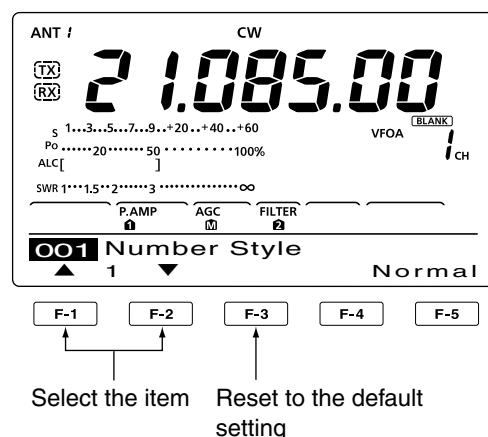 ANT 1 CW
TX
RX
21.085.00
S 1...3...5...7...9..+20..+40..+60
VFOA BLANK
1 CH
Po ......20......50........100%
ALC[ ]
SWR 1....1.5..2......3............∞
P.AMP AGC FILTER
1 M 2
001 Number Style
▲ 1 ▼ Normal
F-1 F-2 F-3 F-4 F-5
Select the item Reset to the default
setting